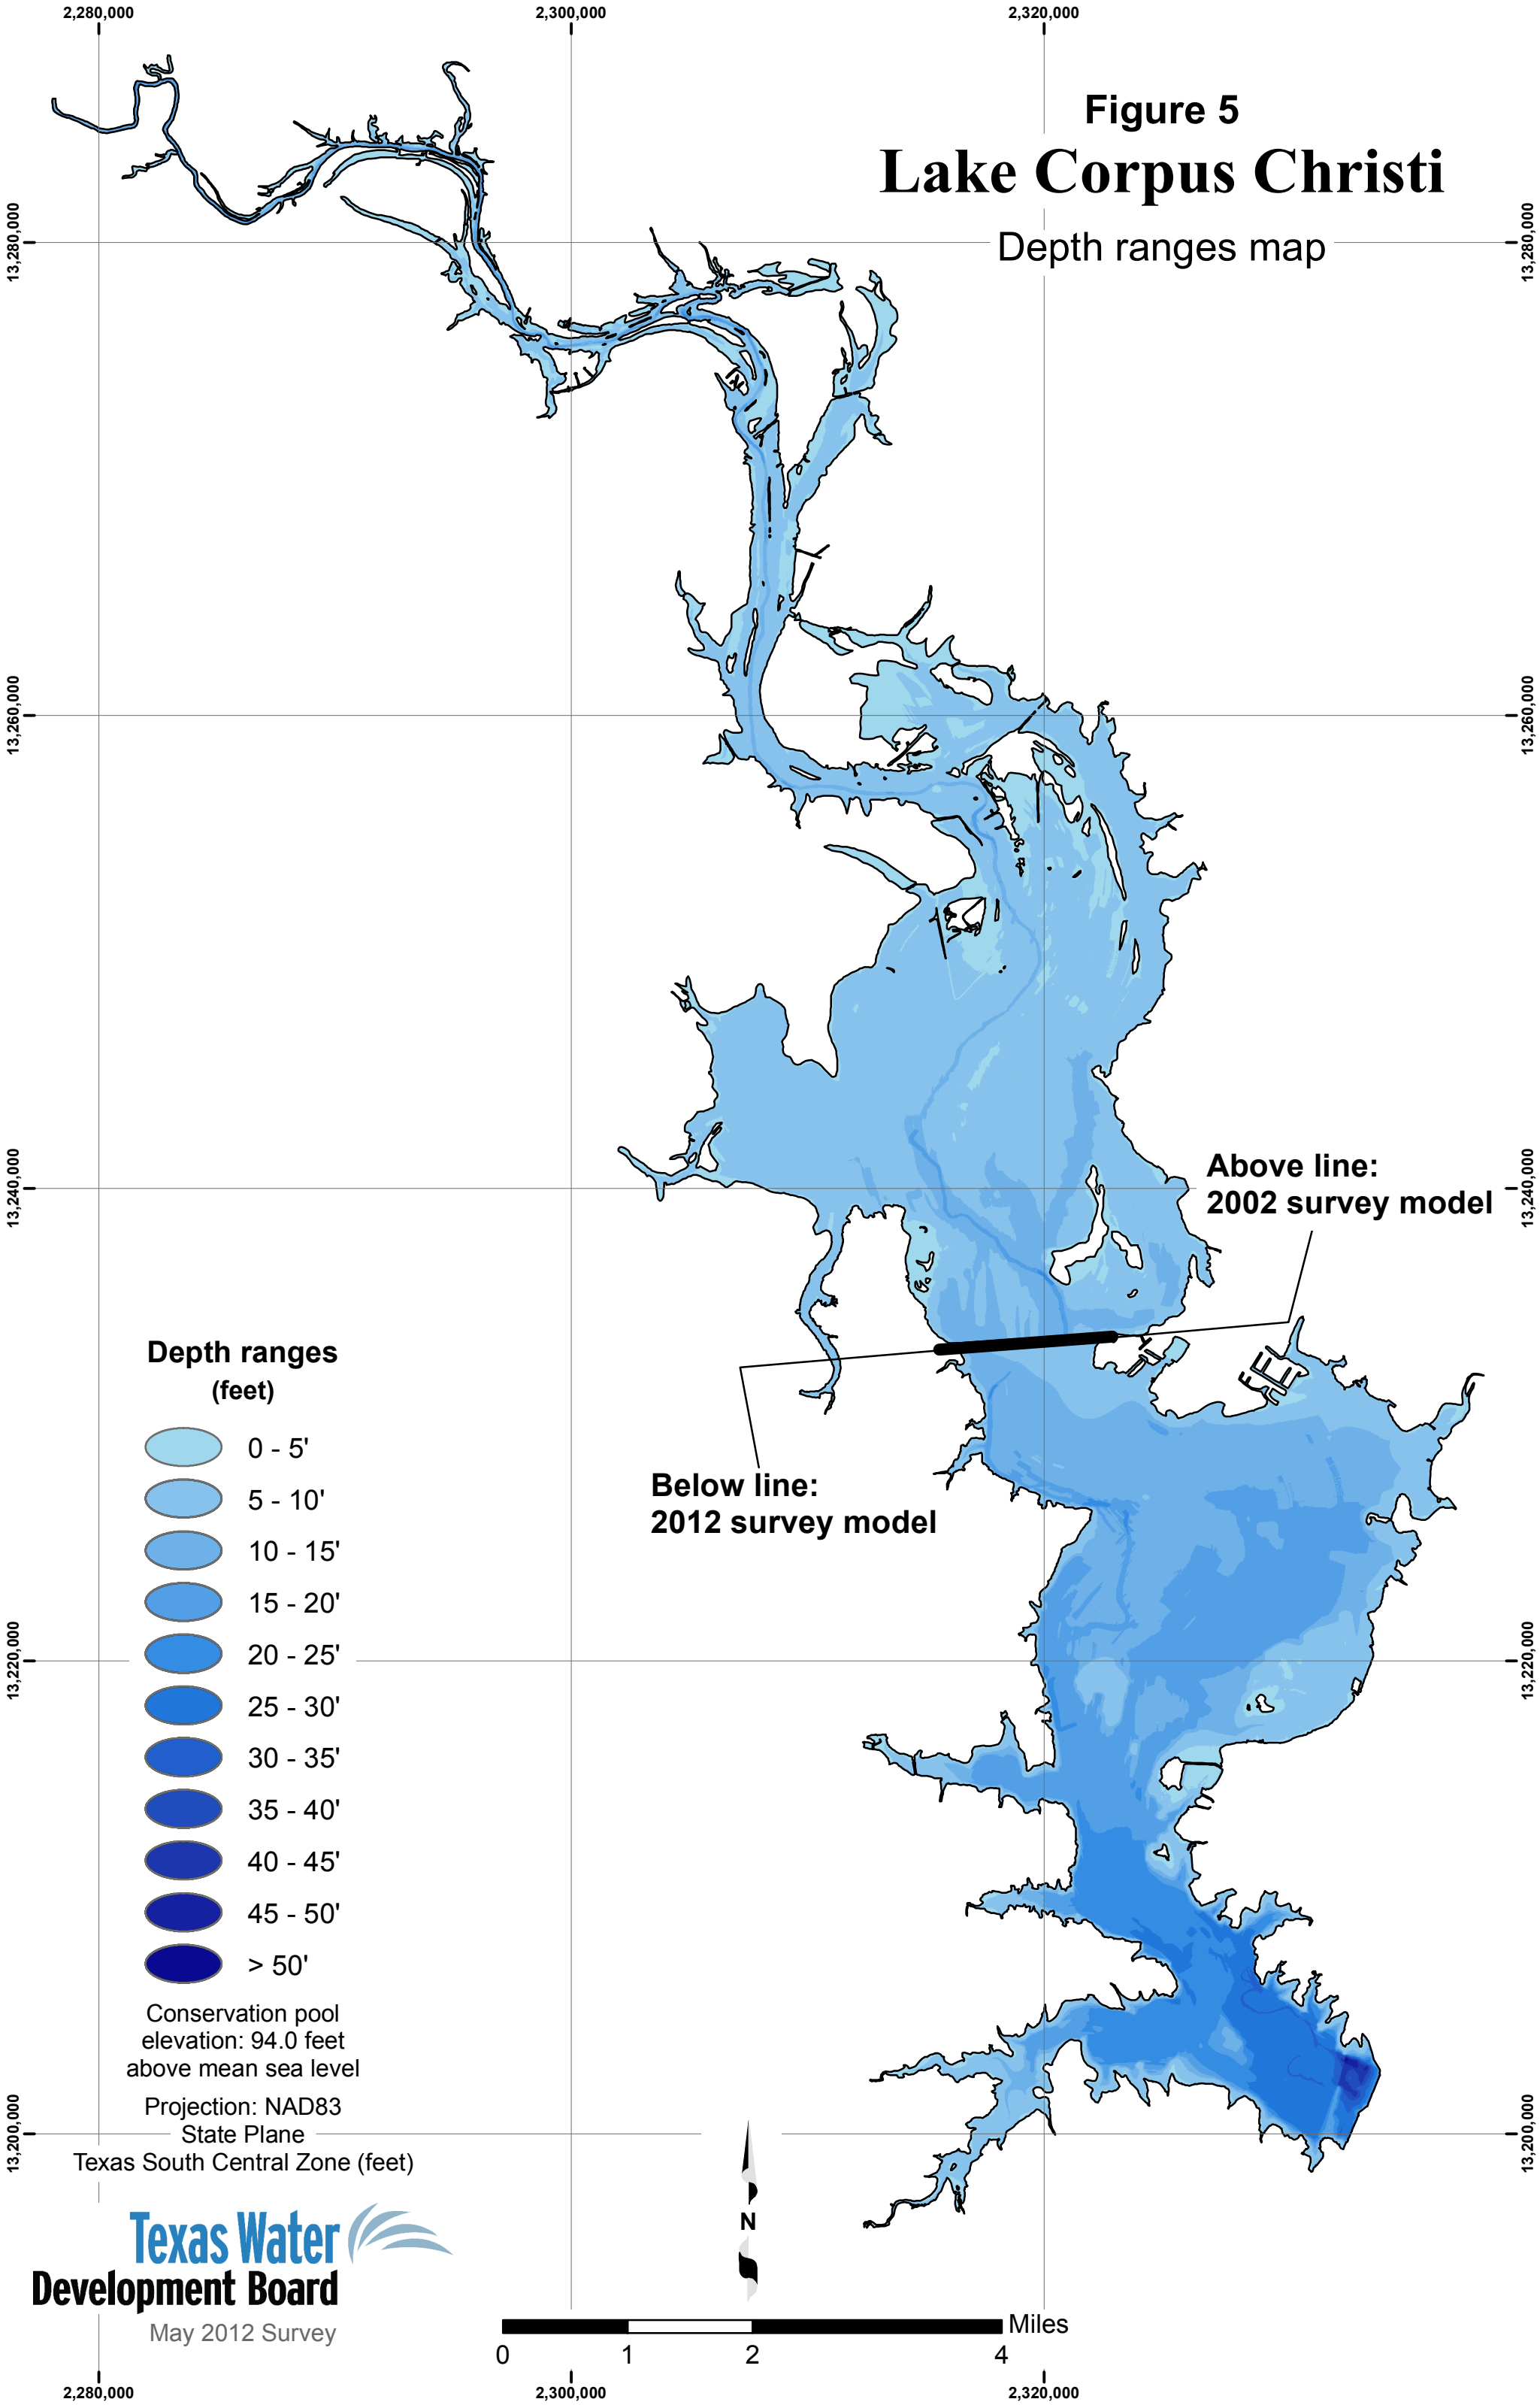 2,280,000
2,300,000
2,320,000
Figure 5
Lake Corpus Christi
Depth ranges map
13,280,000
13,280,000
13,260,000
13,260,000
13,240,000
13,240,000
Above line:
2002 survey model
Below line:
2012 survey model
Depth ranges
(feet)
0 - 5'
5 - 10'
10 - 15'
15 - 20'
20 - 25'
25 - 30'
30 - 35'
35 - 40'
40 - 45'
45 - 50'
> 50'
13,220,000
13,220,000
Conservation pool
elevation: 94.0 feet
above mean sea level
Projection: NAD83
State Plane
Texas South Central Zone (feet)
13,200,000
13,200,000
N
Texas Water
Development Board
May 2012 Survey
Miles
0
1
2
4
2,280,000
2,300,000
2,320,000